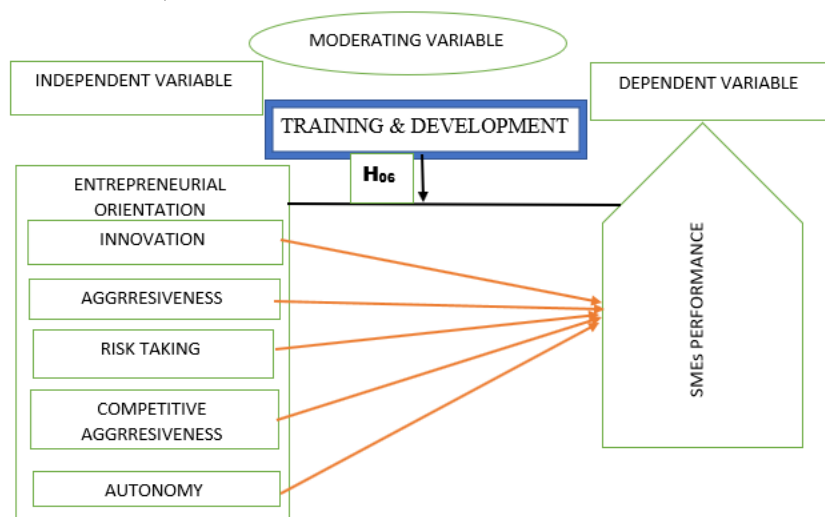 MODERATING VARIABLE
INDEPENDENT VARIABLE
DEPENDENT VARIABLE
TRAINING & DEVELOPMENT
H06
ENTREPRENEURIAL
ORIENTATION
INNOVATION
AGGRRESIVENESS
RISK TAKING
COMPETITIVE
AGGRRESIVENESS
AUTONOMY
SMEs PERFORMANCE